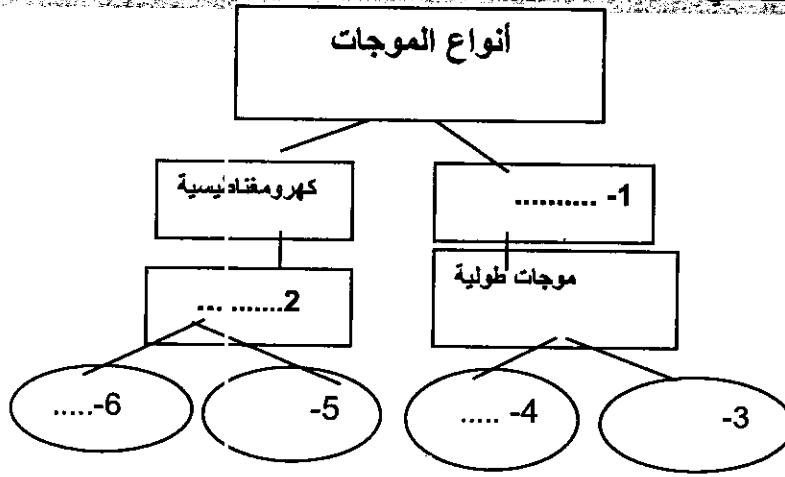 أنواع الموجات
كهرومغناطيسية
1- ..........
2....... ...
موجات طولية
3-
4- .....
5-
6-.....